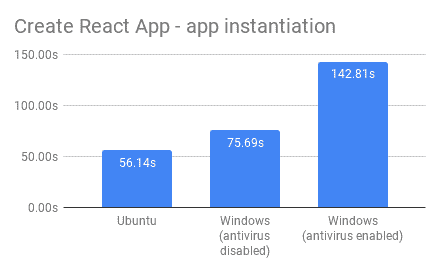 Create React App - app instantiation
150.00s
100.00s
50.00s
0.00s
56.14s
75.69s
142.81s
Ubuntu
Windows
(antivirus
disabled)
Windows
(antivirus enabled)